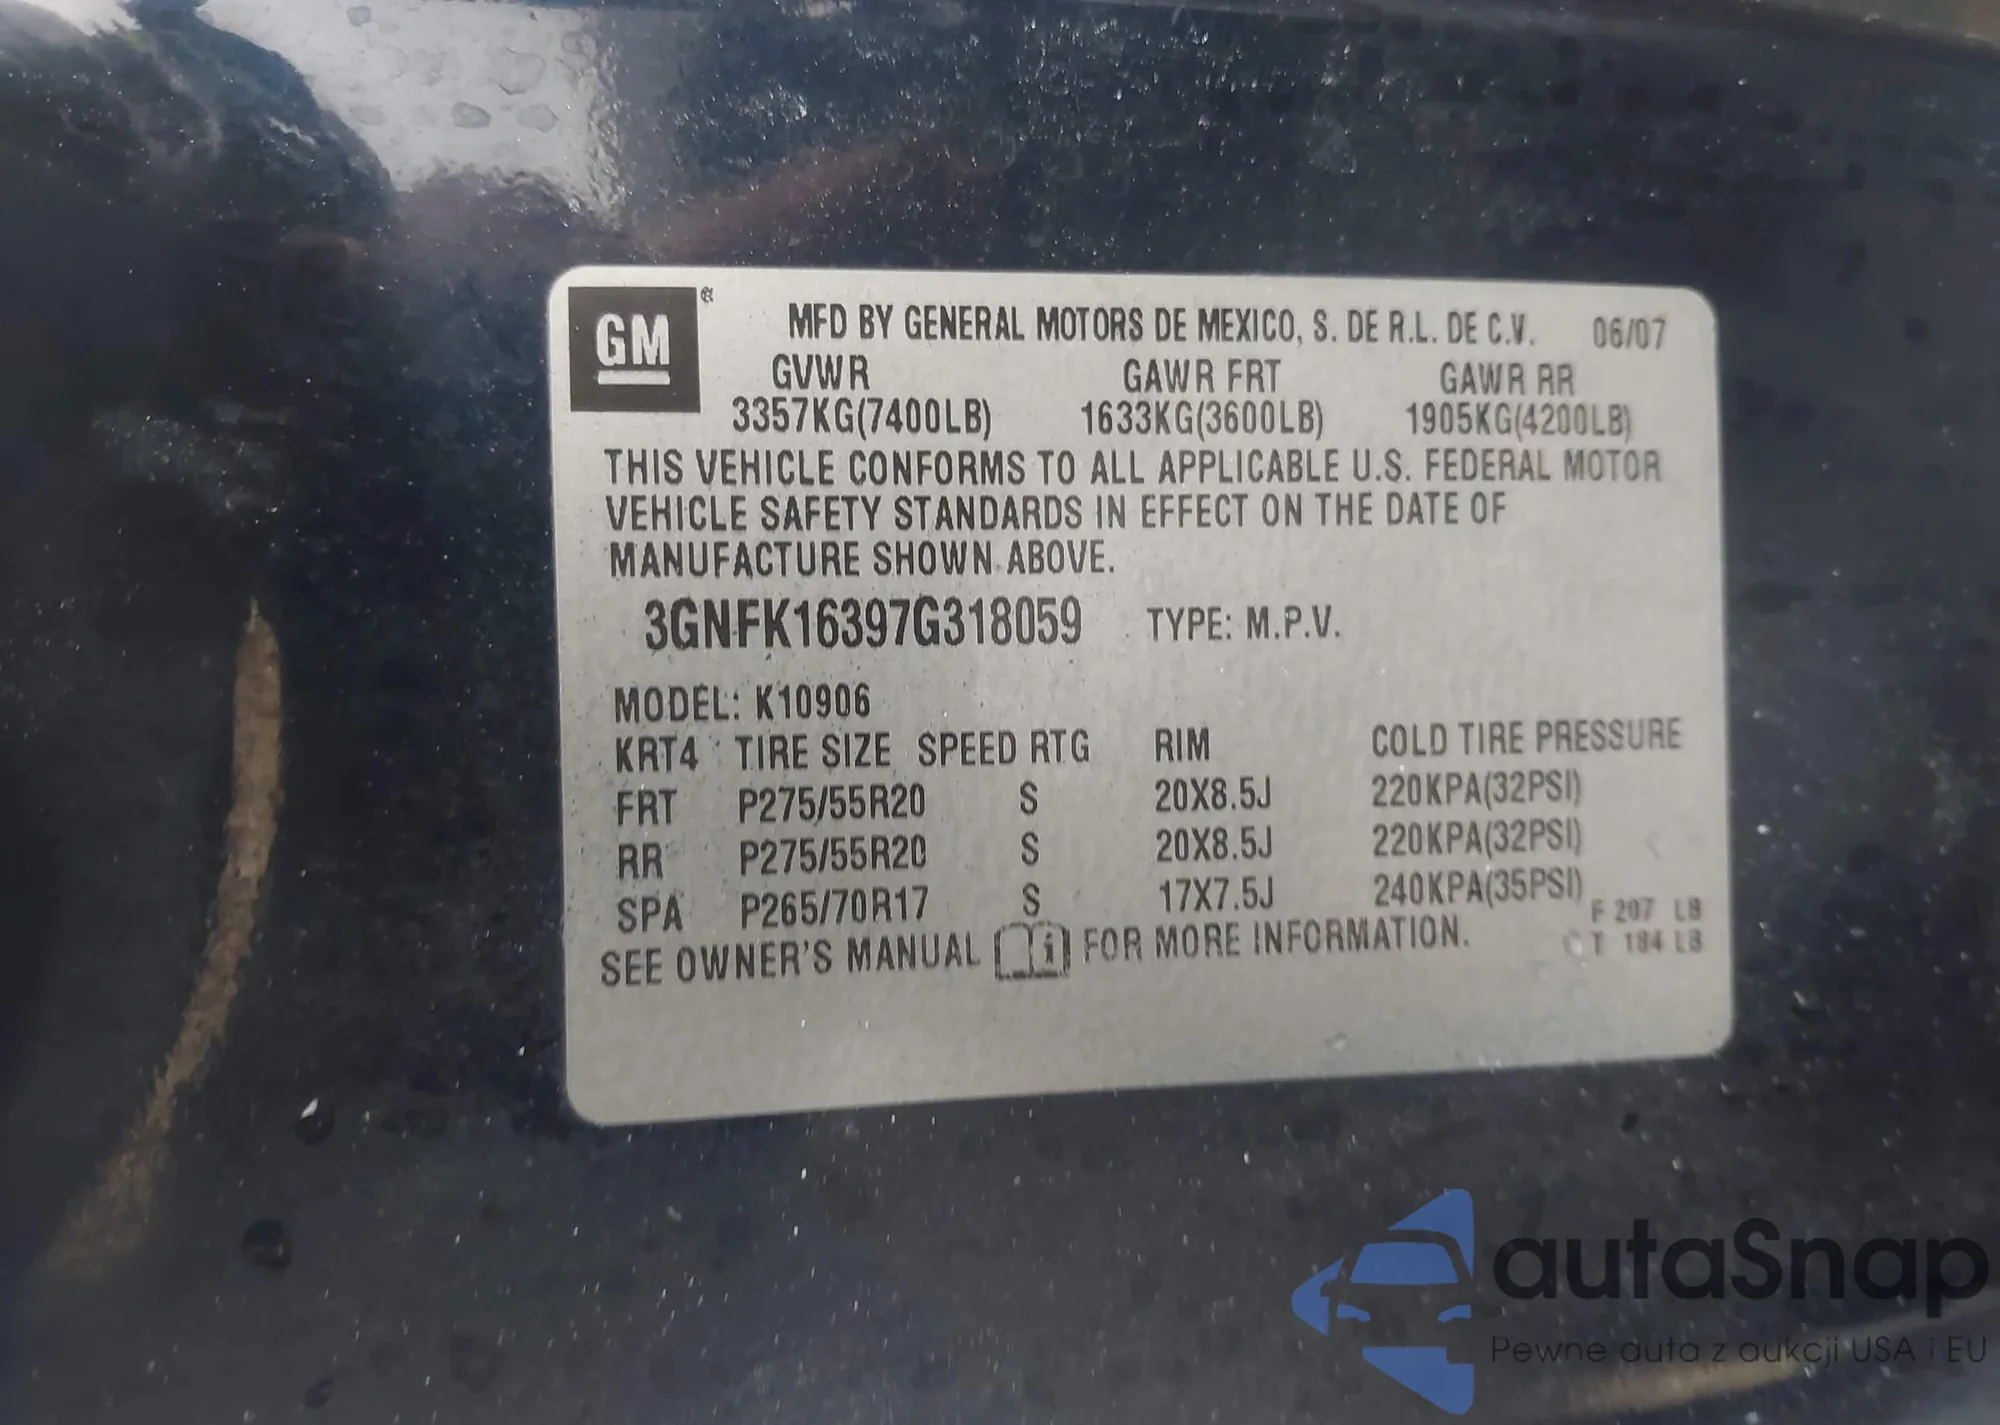 GM
MFD BY GENERAL MOTORS DE MEXICO, S. DE R.L. DE C.V. 06/07
GVWR GAWR FRT GAWR RR
3357KG(7400LB) 1633KG(3600LB) 1905KG(4200LB)
THIS VEHICLE CONFORMS TO ALL APPLICABLE U.S. FEDERAL MOTOR
VEHICLE SAFETY STANDARDS IN EFFECT ON THE DATE OF
MANUFACTURE SHOWN ABOVE.
3GNFK16397G318059 TYPE: M.P.V.
MODEL: K10906
KRT4 TIRE SIZE SPEED RTG RIM COLD TIRE PRESSURE
FRT P275/55R20 S 20X8.5J 220KPA(32PSI)
RR P275/55R20 S 20X8.5J 220KPA(32PSI)
SPA P265/70R17 S 17X7.5J 240KPA(35PSI)
F 207 LB
T 184 LB
SEE OWNER'S MANUAL FOR MORE INFORMATION.
autaSnap
Pewne auta z aukcji USA i EU